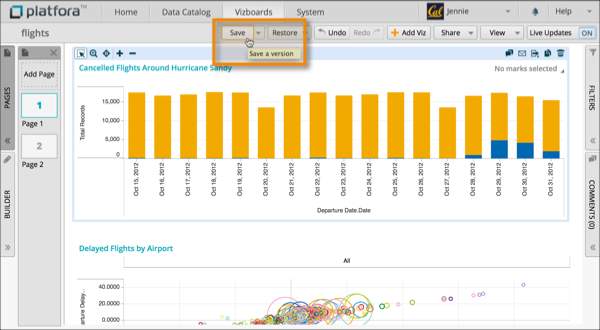 platfora™
Home
Data Catalog
Vizboards
System
Cal
Jennie
Help
flights
Save
Restore
Undo
Redo
Add Viz
Share
View
Live Updates
ON
Save a version
PAGES
BUILDER
Add Page
1
Page 1
2
Page 2
Cancelled Flights Around Hurricane Sandy
No marks selected
Total Records
15,000
10,000
5,000
0
Oct 15, 2012
Oct 16, 2012
Oct 17, 2012
Oct 18, 2012
Oct 19, 2012
Oct 20, 2012
Oct 21, 2012
Oct 22, 2012
Oct 23, 2012
Oct 24, 2012
Oct 25, 2012
Oct 26, 2012
Oct 27, 2012
Oct 28, 2012
Oct 29, 2012
Oct 30, 2012
Oct 31, 2012
Departure Date.Date
FILTERS
COMMENTS (0)
Delayed Flights by Airport
All
arture Delay...
40.0000
20.0000
0.0000